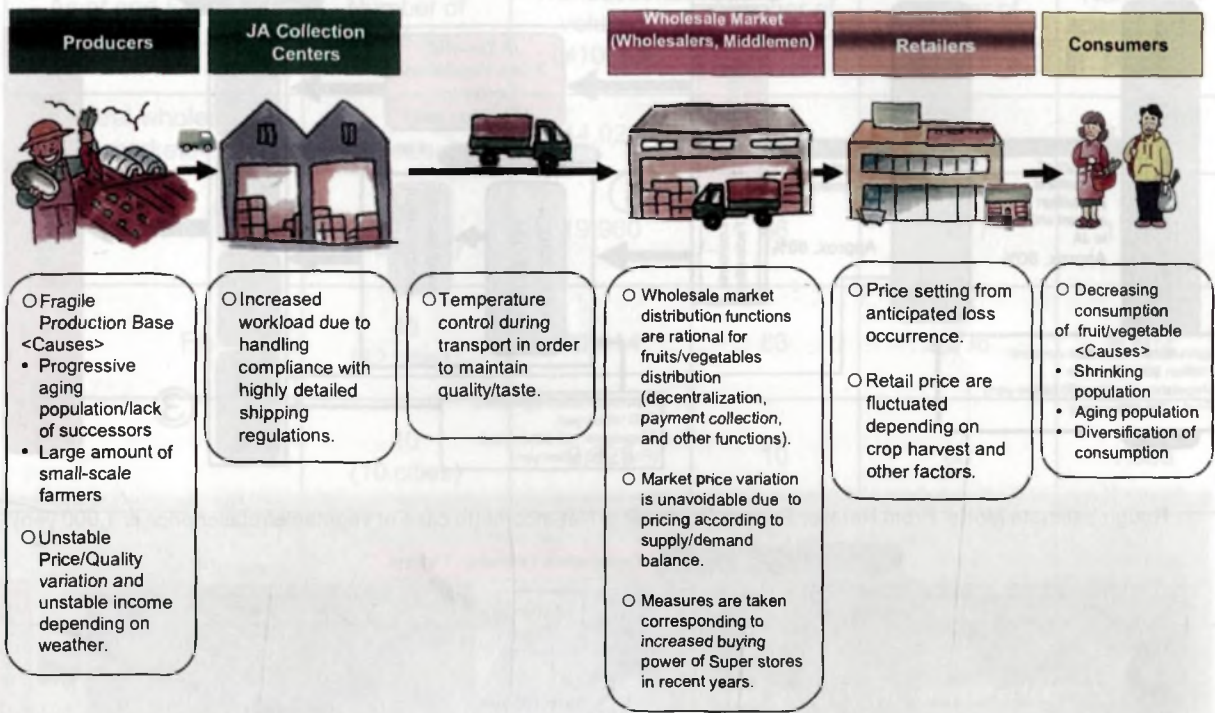 Producers
JA Collection
Centers
Wholesale Market
(Wholesalers, Middlemen)
Retailers
Consumers
○ Fragile
Production Base
<Causes>
• Progressive
aging
population/lack
of successors
• Large amount of
small-scale
farmers
○ Unstable
Price/Quality
variation and
unstable income
depending on
weather.
○ Increased
workload due to
handling
compliance with
highly detailed
shipping
regulations.
○ Temperature
control during
transport in order
to maintain
quality/taste.
○ Wholesale market
distribution functions
are rational for
fruits/vegetables
distribution
(decentralization,
payment collection,
and other functions).
○ Market price variation
is unavoidable due to
pricing according to
supply/demand
balance.
○ Measures are taken
corresponding to
increased buying
power of Super stores
in recent years.
○ Price setting from
anticipated loss
occurrence.
○ Retail price are
fluctuated
depending on
crop harvest and
other factors.
○ Decreasing
consumption
of fruit/vegetable
<Causes>
• Shrinking
population
• Aging population
• Diversification of
consumption